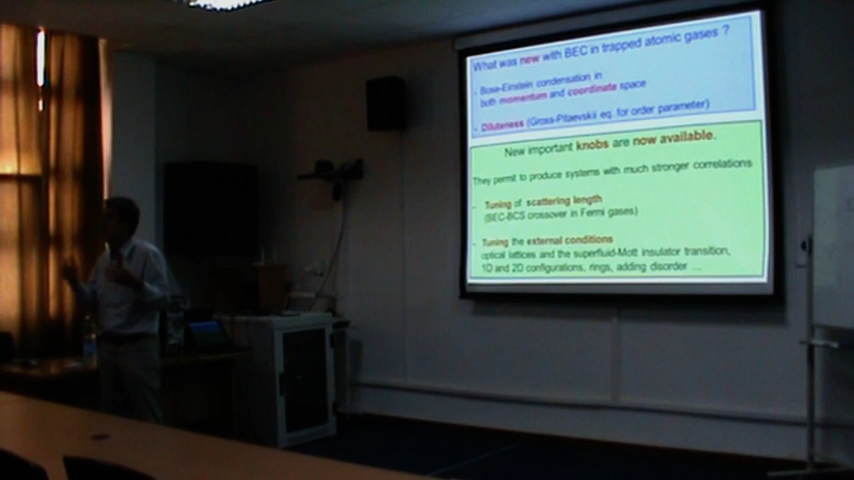 What was new with BEC in trapped atomic gases ?
- Bose-Einstein condensation in
both momentum and coordinate space
- Diluteness (Gross-Pitaevskii eq. for order parameter)
New important knobs are now available.
They permit to produce systems with much stronger correlations
- Tuning of scattering length
(BEC-BCS crossover in Fermi gases)
- Tuning the external conditions
optical lattices and the superfluid-Mott insulator transition,
1D and 2D configurations, rings, adding disorder ...